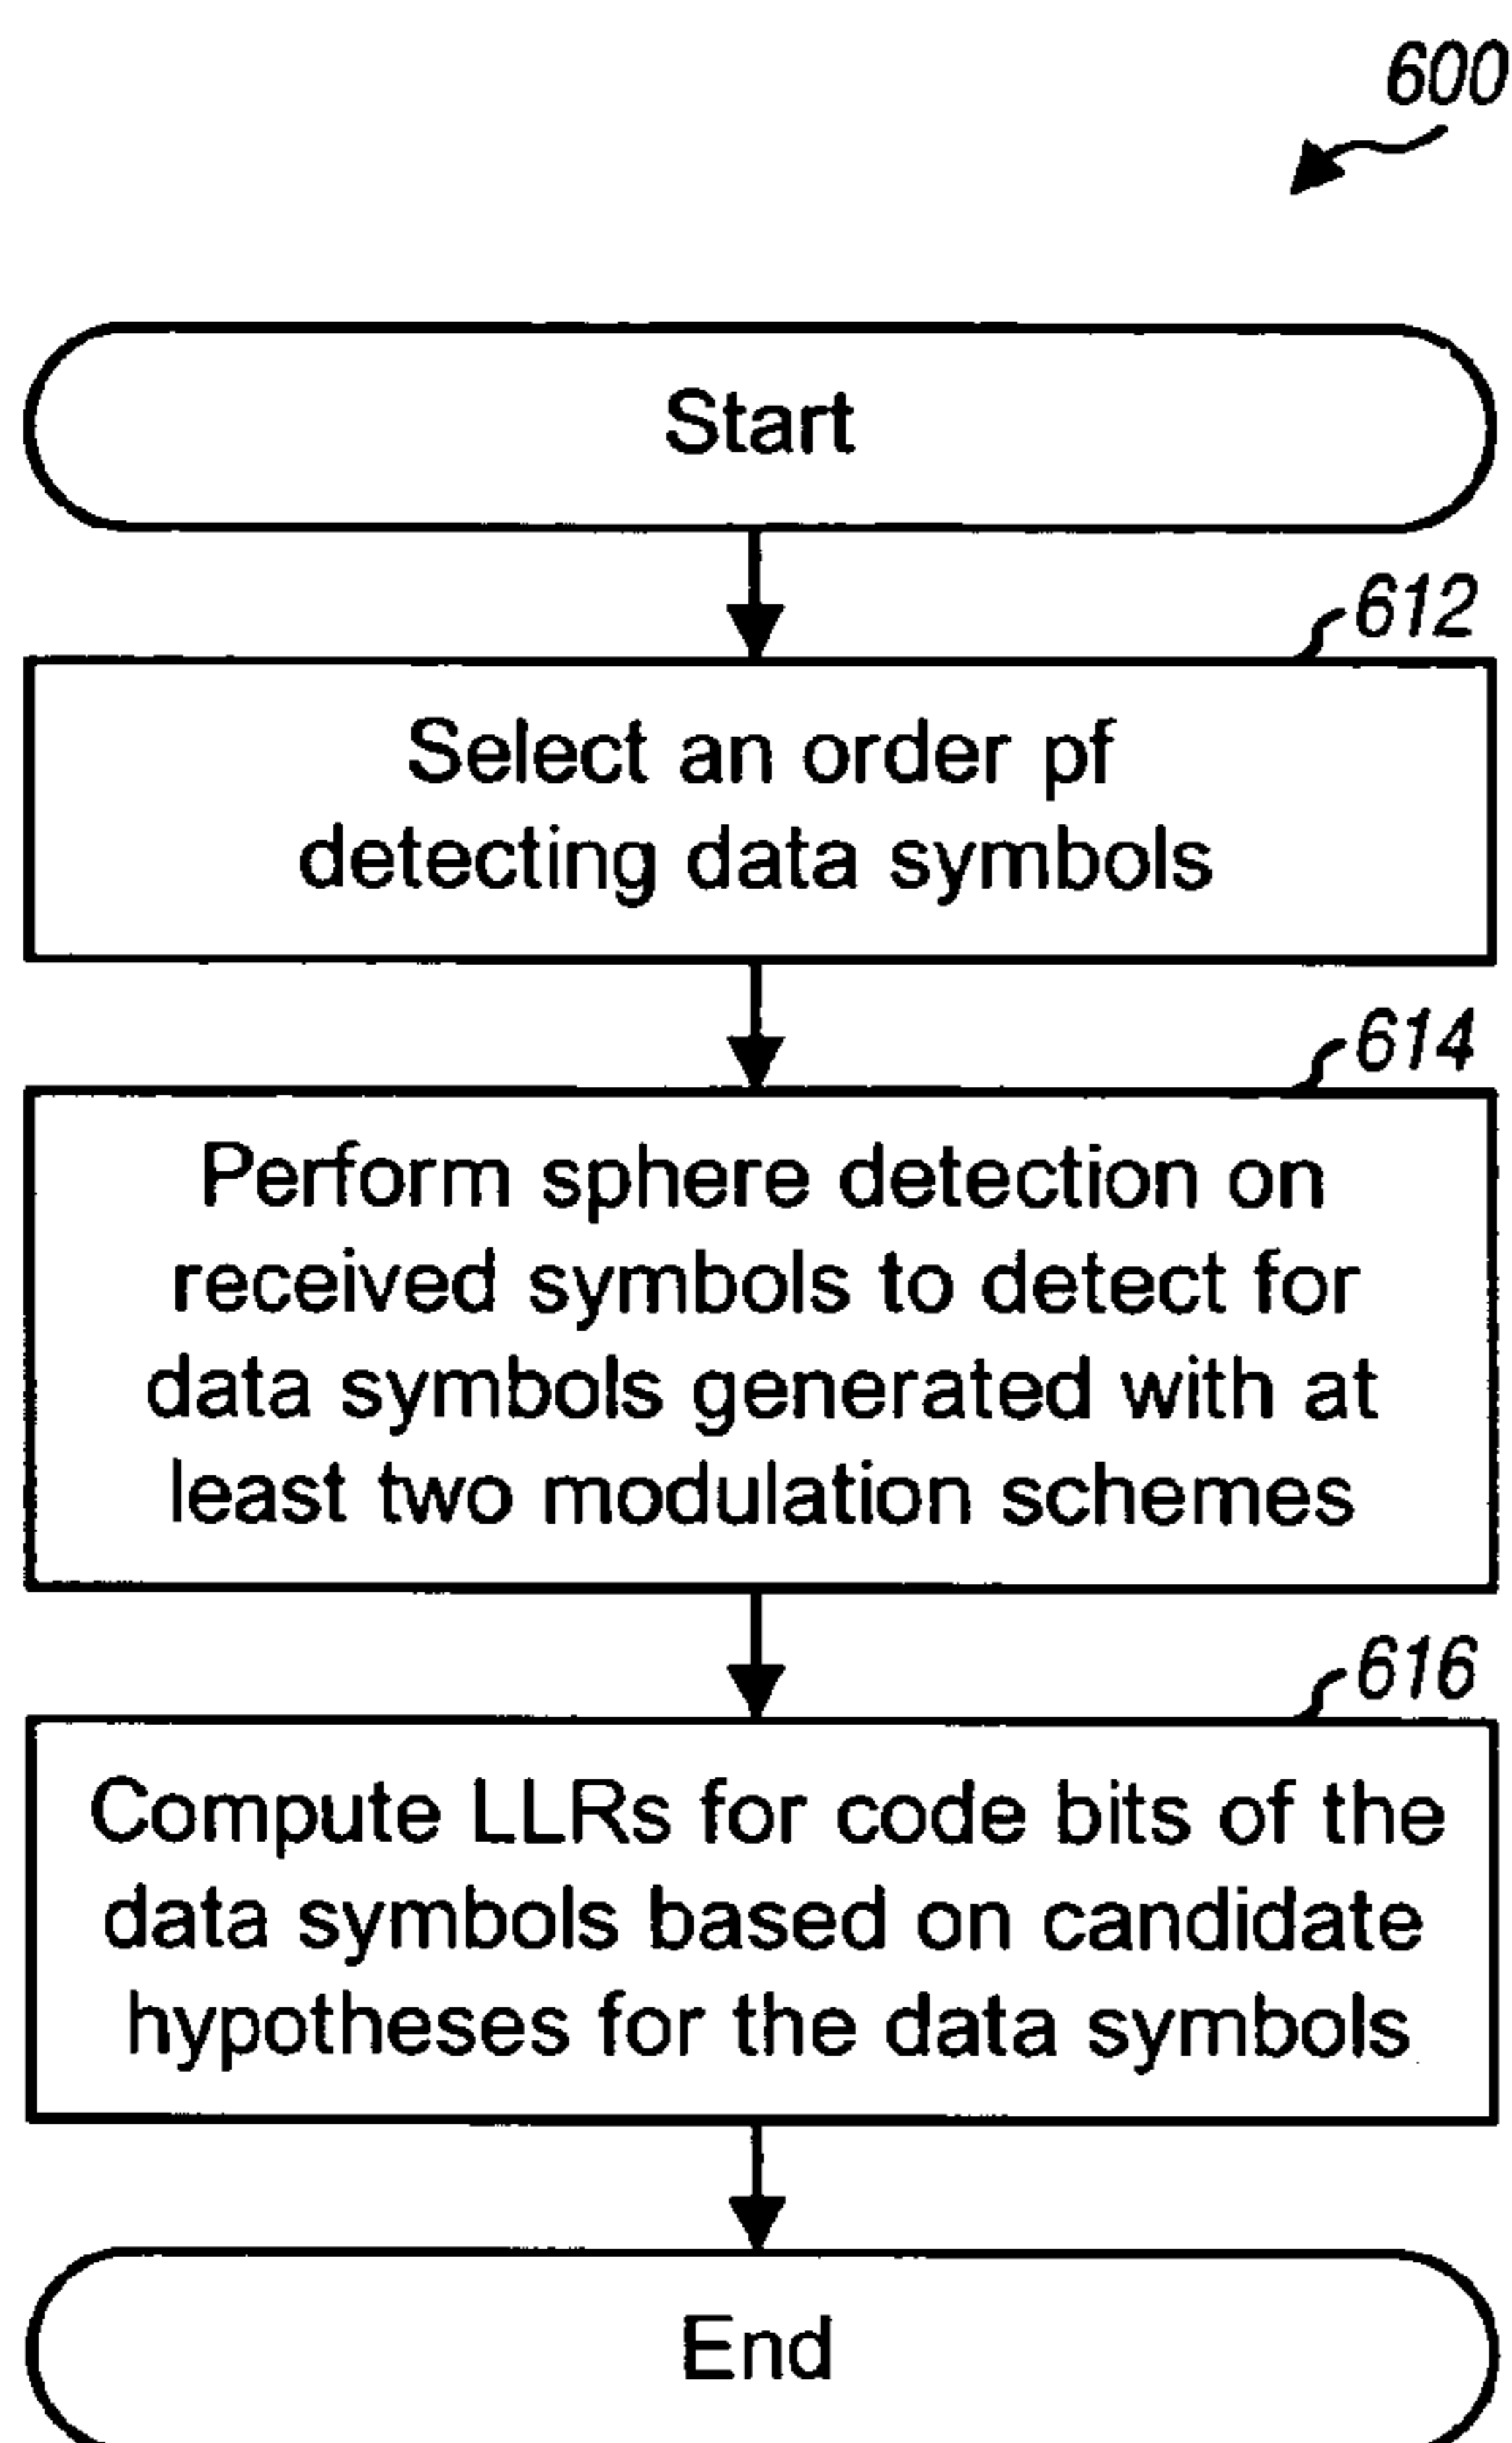 600
Start
612
Select an order pf
detecting data symbols
614
Perform sphere detection on
received symbols to detect for
data symbols generated with at
least two modulation schemes
616
Compute LLRs for code bits of the
data symbols based on candidate
hypotheses for the data symbols
End